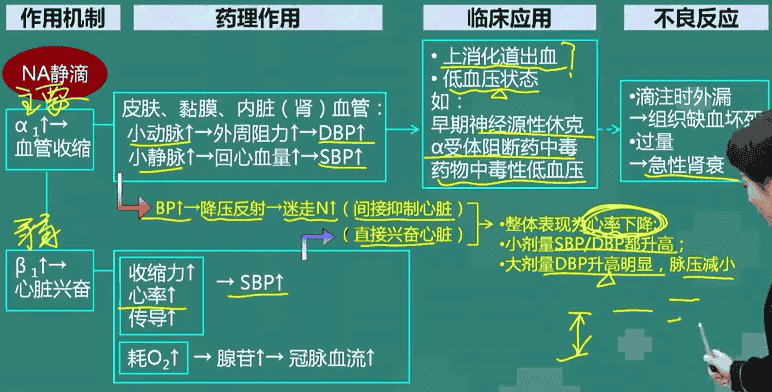 作用机制
药理作用
临床应用
不良反应
NA静滴
主要
α1↑→
血管收缩
皮肤、黏膜、内脏（肾）血管：
小动脉↑→外周阻力↑→DBP↑
小静脉↑→回心血量↑→SBP↑
•上消化道出血
•低血压状态
如：
早期神经源性休克
α受体阻断药中毒
药物中毒性低血压
•滴注时外漏
→组织缺血坏死
•过量
→急性肾衰
BP↑→降压反射→迷走N↑（间接抑制心脏）
（直接兴奋心脏）
•整体表现为心率下降;
•小剂量SBP/DBP都升高；
•大剂量DBP升高明显，脉压减小
β1↑→
心脏兴奋
收缩力↑
心率↑
传导↑
→SBP↑
耗O2↑→腺苷↑→冠脉血流↑